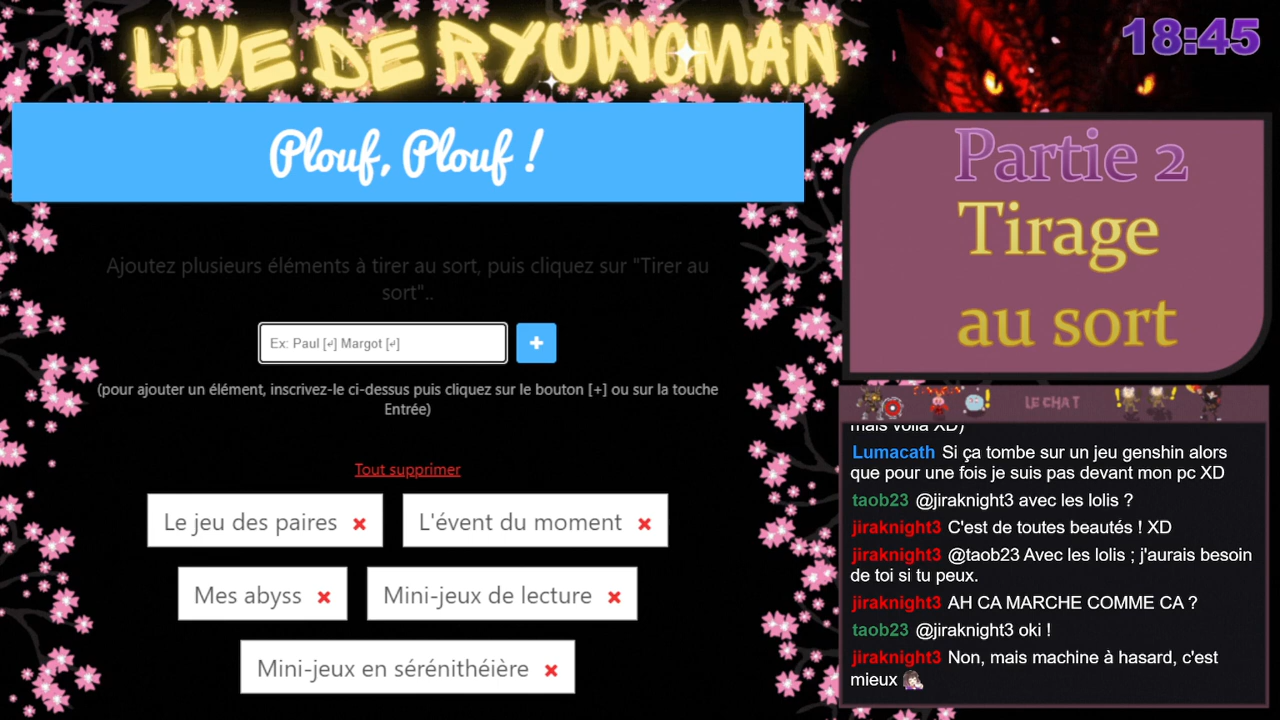 LIVE DE RYUWOMAN
18:45
Plouf, Plouf !
Partie 2
Tirage
au sort
Ajoutez plusieurs éléments à tirer au sort, puis cliquez sur "Tirer au
sort"..
Ex: Paul [↵] Margot [↵]
+
(pour ajouter un élément, inscrivez-le ci-dessus puis cliquez sur le bouton [+] ou sur la touche
Entrée)
Tout supprimer
Le jeu des paires ×
L'évent du moment ×
Mes abyss ×
Mini-jeux de lecture ×
Mini-jeux en sérénithéière ×
LE CHAT
mais voilà XD)
Lumacath Si ça tombe sur un jeu genshin alors
que pour une fois je suis pas devant mon pc XD
taob23 @jiraknight3 avec les lolis ?
jiraknight3 C'est de toutes beautés ! XD
jiraknight3 @taob23 Avec les lolis ; j'aurais besoin
de toi si tu peux.
jiraknight3 AH CA MARCHE COMME CA ?
taob23 @jiraknight3 oki !
jiraknight3 Non, mais machine à hasard, c'est
mieux